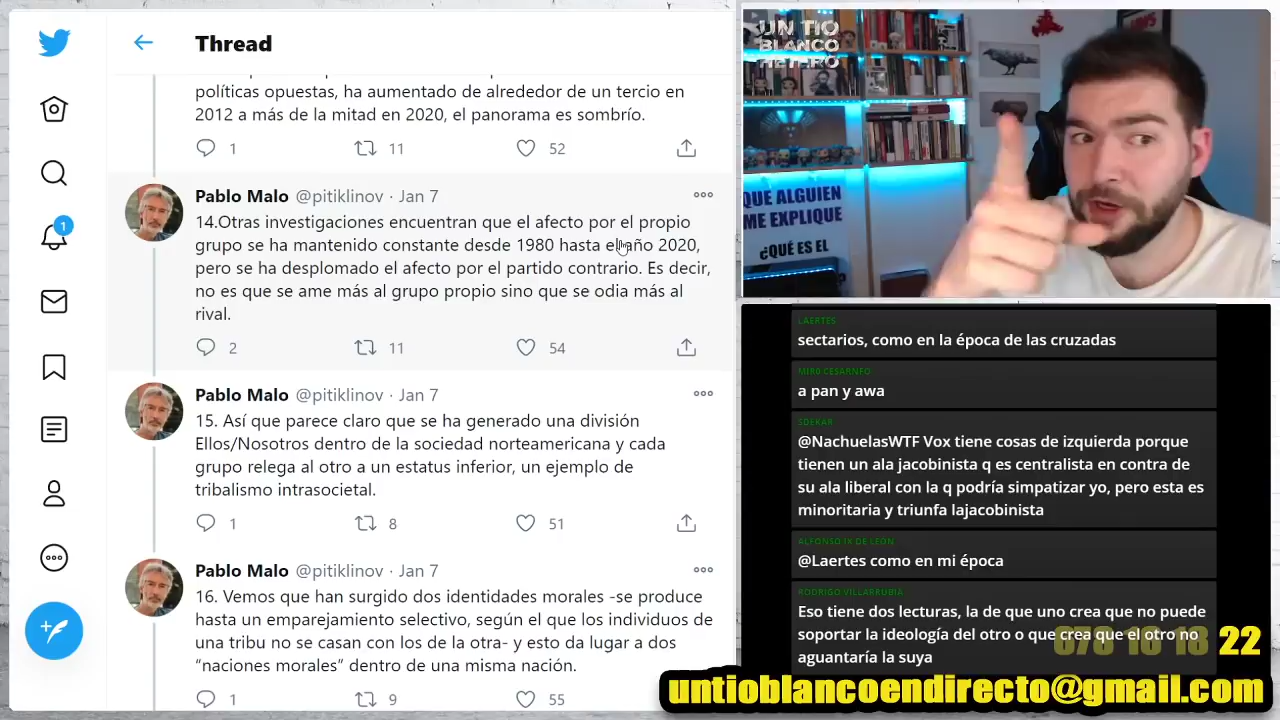 Thread
políticas opuestas, ha aumentado de alrededor de un tercio en
2012 a más de la mitad en 2020, el panorama es sombrío.
1 11 52
Pablo Malo @pitiklinov · Jan 7
14.Otras investigaciones encuentran que el afecto por el propio
grupo se ha mantenido constante desde 1980 hasta el año 2020,
pero se ha desplomado el afecto por el partido contrario. Es decir,
no es que se ame más al grupo propio sino que se odia más al
rival.
2 11 54
1
Pablo Malo @pitiklinov · Jan 7
15. Así que parece claro que se ha generado una división
Ellos/Nosotros dentro de la sociedad norteamericana y cada
grupo relega al otro a un estatus inferior, un ejemplo de
tribalismo intrasocietal.
1 8 51
Pablo Malo @pitiklinov · Jan 7
16. Vemos que han surgido dos identidades morales -se produce
hasta un emparejamiento selectivo, según el que los individuos de
una tribu no se casan con los de la otra- y esto da lugar a dos
“naciones morales” dentro de una misma nación.
1 9 55
UN TIO
BLANCO
HETERO
QUE ALGUIEN
ME EXPLIQUE
¿QUÉ ES EL
LAERTES
sectarios, como en la época de las cruzadas
MIR0 CESARNFO
a pan y awa
SDEKAR
@NachuelasWTF Vox tiene cosas de izquierda porque
tienen un ala jacobinista q es centralista en contra de
su ala liberal con la q podría simpatizar yo, pero esta es
minoritaria y triunfa lajacobinista
ALFONSO IX DE LEÓN
@Laertes como en mi época
RODRIGO VILLARRUBIA
Eso tiene dos lecturas, la de que uno crea que no puede
soportar la ideología del otro o que crea que el otro no
aguantaría la suya
22
untioblancoendirecto@gmail.com